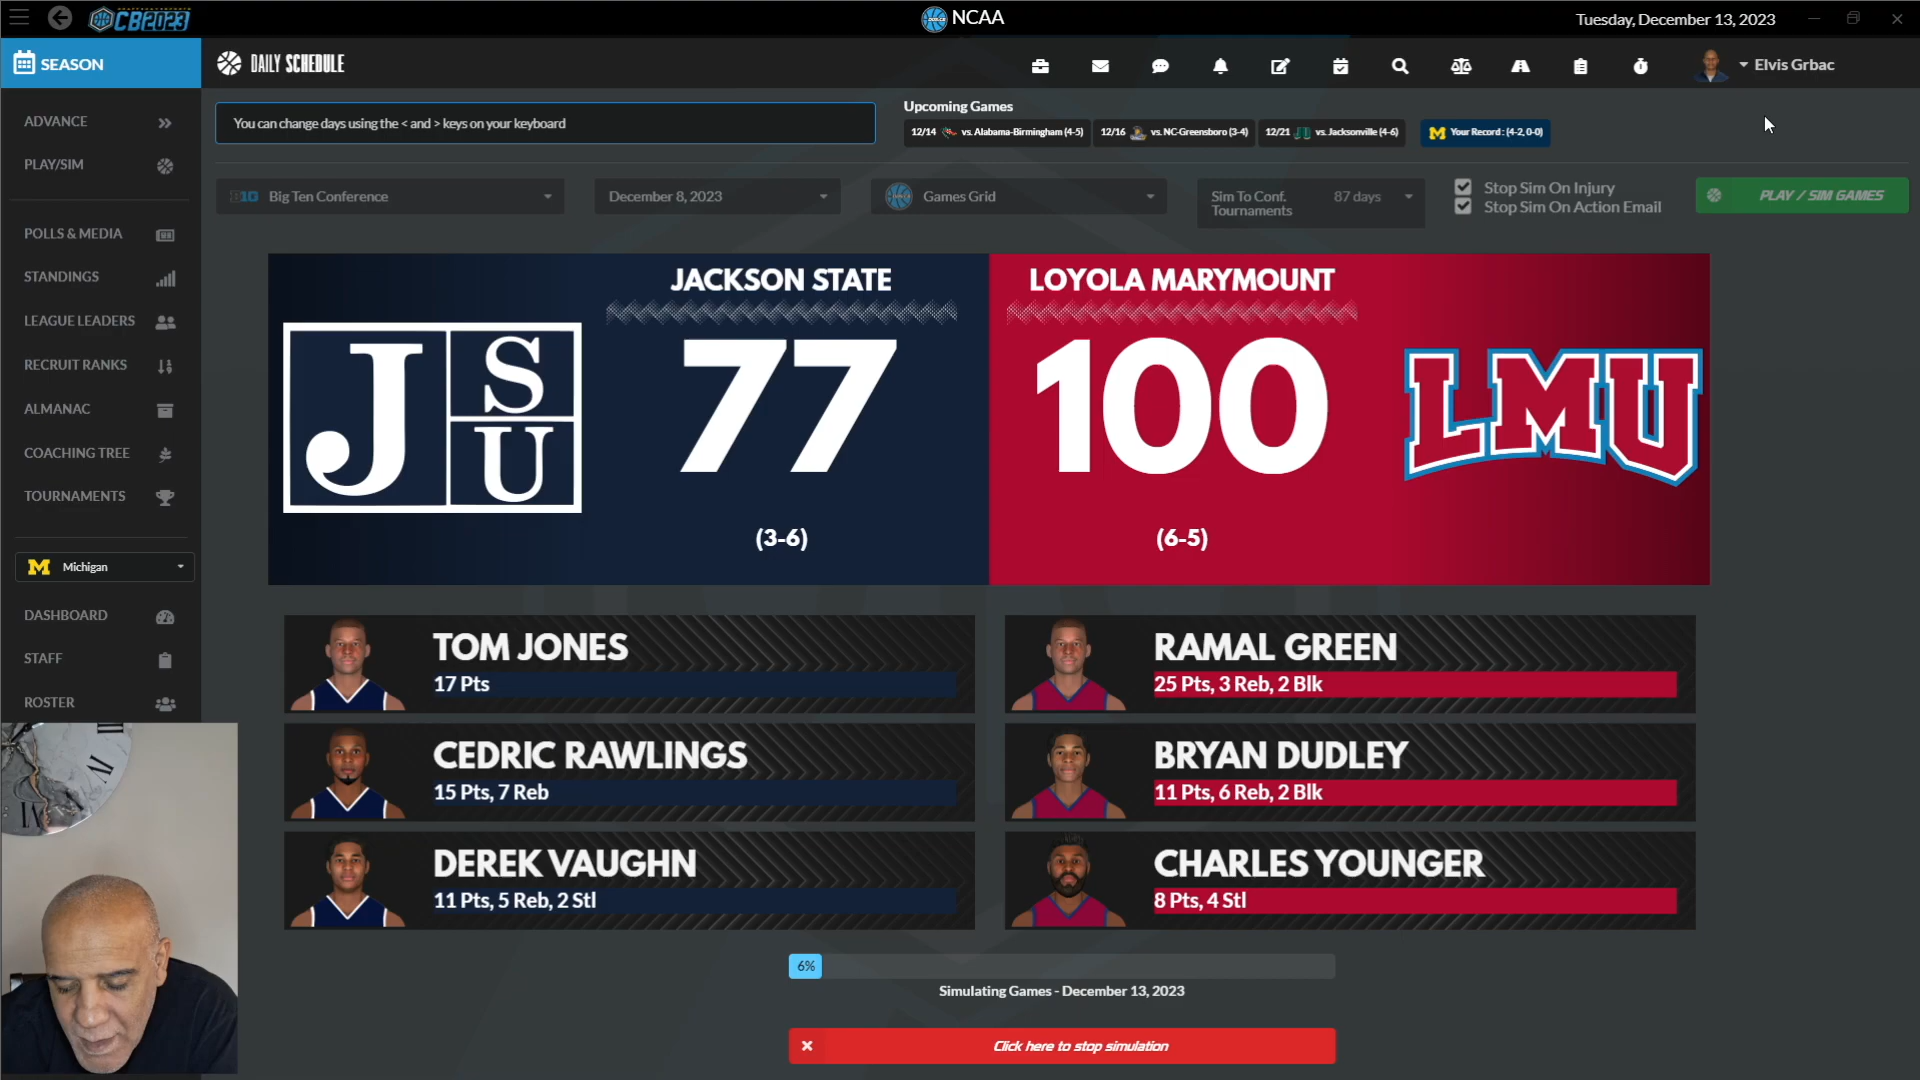 CB2023
NCAA
Tuesday, December 13, 2023
SEASON
DAILY SCHEDULE
Elvis Grbac
ADVANCE
PLAY/SIM
POLLS & MEDIA
STANDINGS
LEAGUE LEADERS
RECRUIT RANKS
ALMANAC
COACHING TREE
TOURNAMENTS
M Michigan
DASHBOARD
STAFF
ROSTER
You can change days using the < and > keys on your keyboard
Upcoming Games
12/14 vs. Alabama-Birmingham (4-5)
12/16 vs. NC-Greensboro (3-4)
12/21 vs. Jacksonville (4-6)
M Your Record : (4-2, 0-0)
B1G Big Ten Conference
December 8, 2023
Games Grid
Sim To Conf. Tournaments 87 days
Stop Sim On Injury
Stop Sim On Action Email
PLAY / SIM GAMES
JACKSON STATE
77
(3-6)
J S U
LOYOLA MARYMOUNT
100
(6-5)
LMU
TOM JONES
17 Pts
CEDRIC RAWLINGS
15 Pts, 7 Reb
DEREK VAUGHN
11 Pts, 5 Reb, 2 Stl
RAMAL GREEN
25 Pts, 3 Reb, 2 Blk
BRYAN DUDLEY
11 Pts, 6 Reb, 2 Blk
CHARLES YOUNGER
8 Pts, 4 Stl
6%
Simulating Games - December 13, 2023
Click here to stop simulation